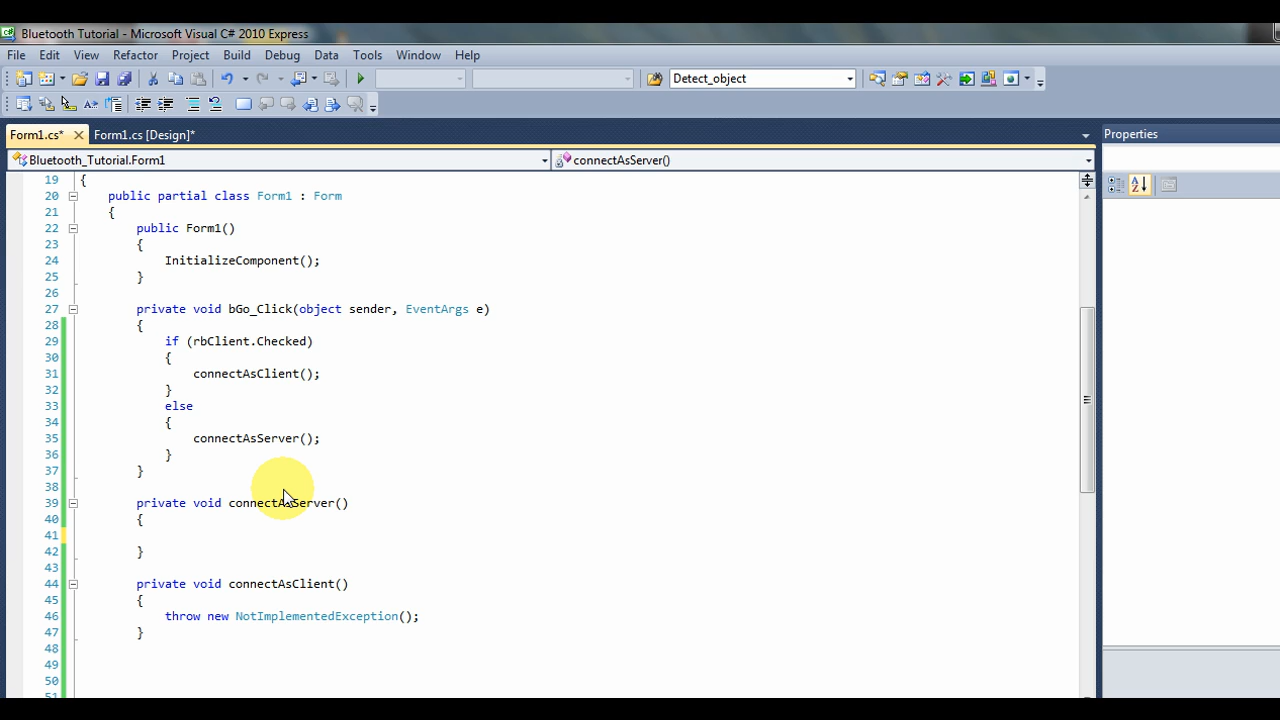 Bluetooth Tutorial - Microsoft Visual C# 2010 Express
File Edit View Refactor Project Build Debug Data Tools Window Help
Detect_object
Form1.cs* Form1.cs [Design]* Properties
Bluetooth_Tutorial.Form1 connectAsServer()
19 {
20 public partial class Form1 : Form
21 {
22 public Form1()
23 {
24 InitializeComponent();
25 }
26
27 private void bGo_Click(object sender, EventArgs e)
28 {
29 if (rbClient.Checked)
30 {
31 connectAsClient();
32 }
33 else
34 {
35 connectAsServer();
36 }
37 }
38
39 private void connectAsServer()
40 {
41
42 }
43
44 private void connectAsClient()
45 {
46 throw new NotImplementedException();
47 }
48
49
50
51